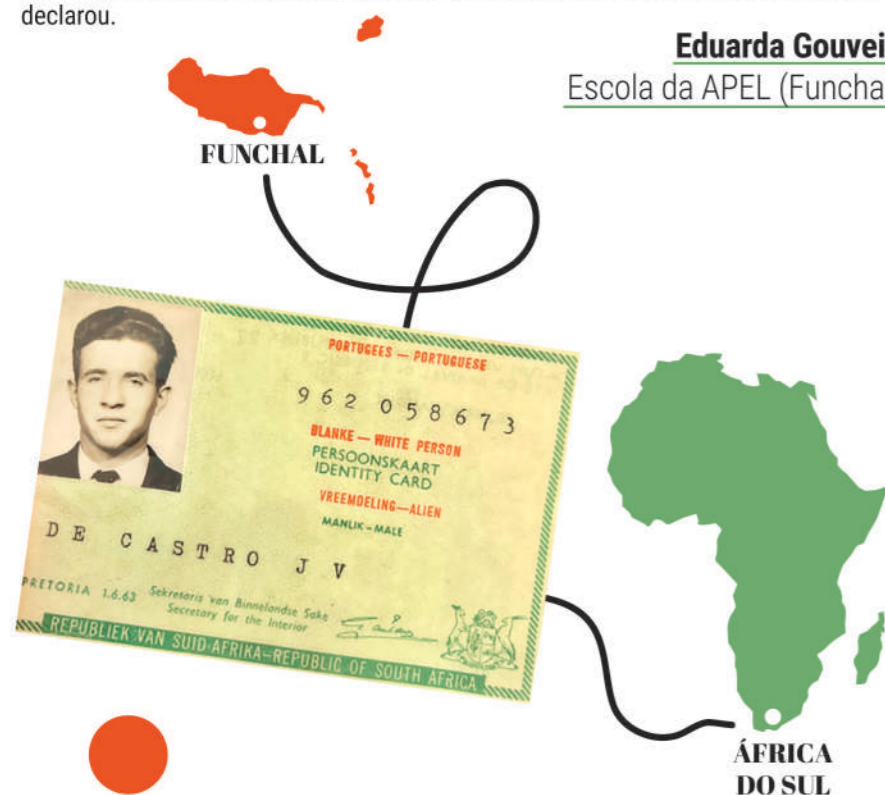 declarou.
Eduarda Gouvei
Escola da APEL (Funcha
FUNCHAL
PORTUGEES — PORTUGUESE
962 058673
BLANKE — WHITE PERSON
PERSOONSKAART
IDENTITY CARD
VREEMDELING—ALIEN
MANLIK – MALE
DE CASTRO J V
PRETORIA 1.6.63 Sekretaris van Binnelandse Sake
Secretary for the Interior
REPUBLIEK VAN SUID-AFRIKA—REPUBLIC OF SOUTH AFRICA
ÁFRICA
DO SUL